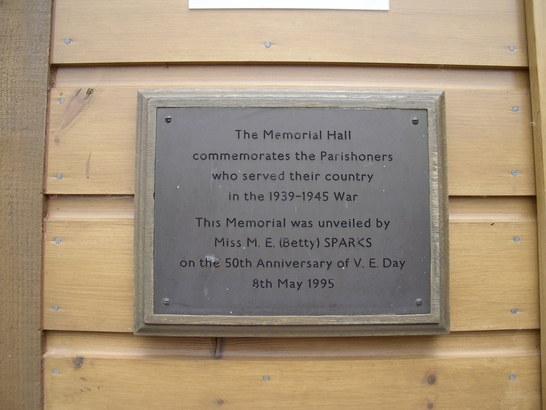 The Memorial Hall
commemorates the Parishoners
who served their country
in the 1939-1945 War
This Memorial was unveiled by
Miss M. E. (Betty) SPARKS
on the 50th Anniversary of V. E. Day
8th May 1995